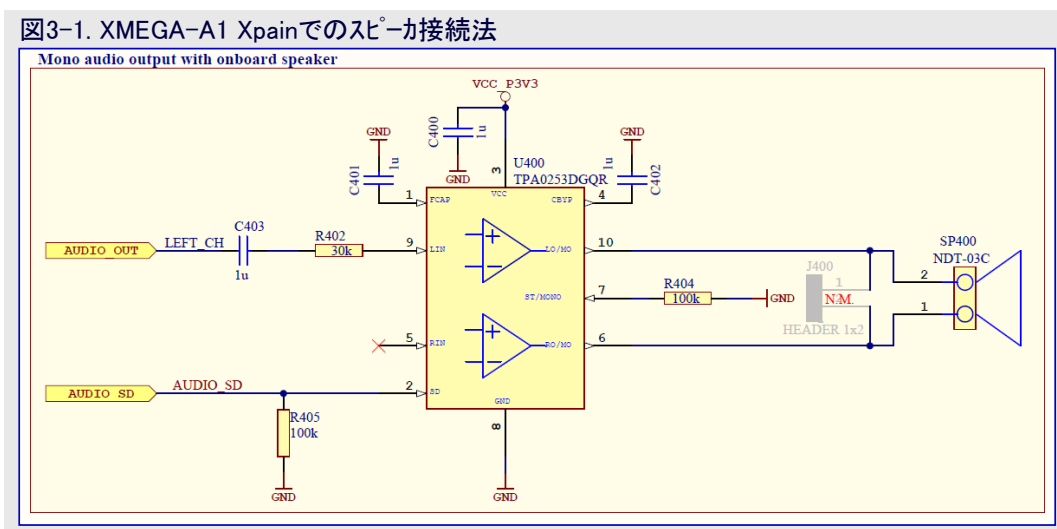 図3-1. XMEGA-A1 Xpainでのスピーカ接続法
Mono audio output with onboard speaker
VCC_P3V3
GND
C401
1u
C400
1u
GND
GND
1u
C402
3
U400
TPA0253DGQR
1
FCAP
VCC
CBYP
4
AUDIO OUT
LEFT_CH
C403
1u
R402
30k
9
LIN
LO/MO
10
SP400
NDT-03C
J400
1
N.M.
HEADER 1x2
2
1
ST/MONO
7
R404
100k
GND
5
RIN
RO/MO
6
AUDIO SD
AUDIO_SD
2
SD
GND
8
R405
100k
GND
GND